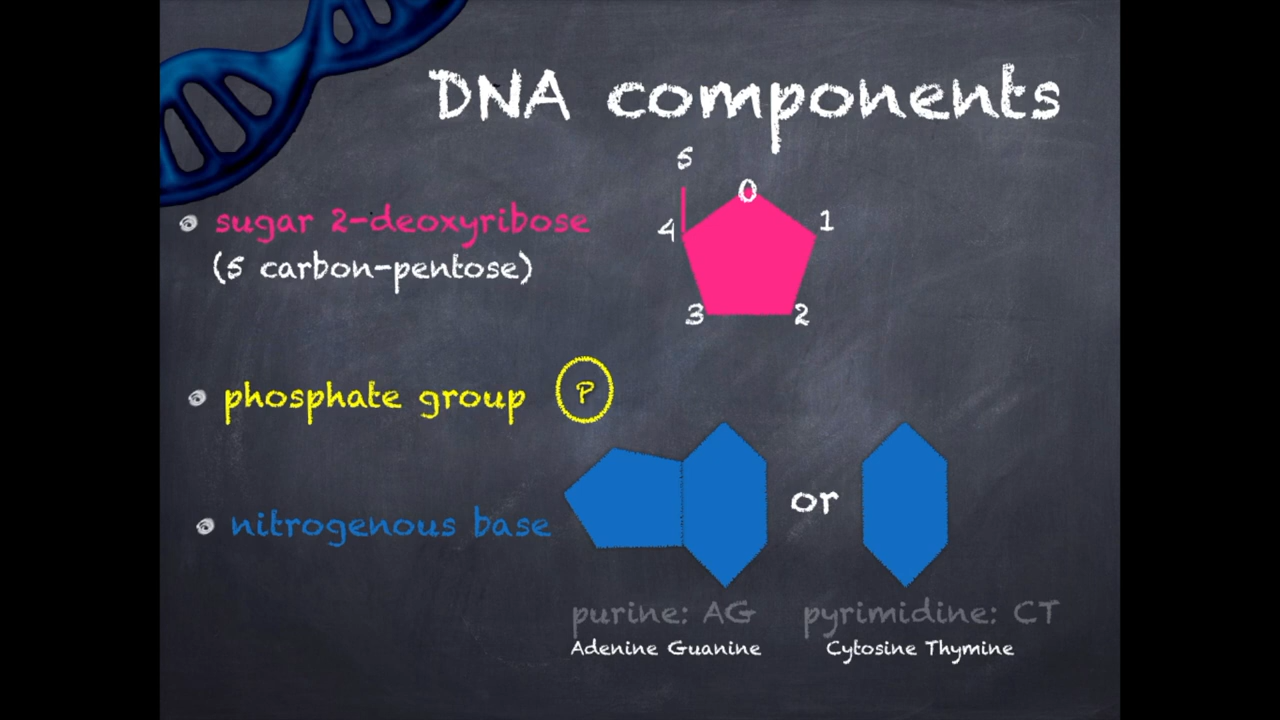 DNA components
5
0
4
1
sugar 2-deoxyribose
(5 carbon-pentose)
3
2
phosphate group
P
nitrogenous base
or
purine: AG
pyrimidine: CT
Adenine Guanine
Cytosine Thymine